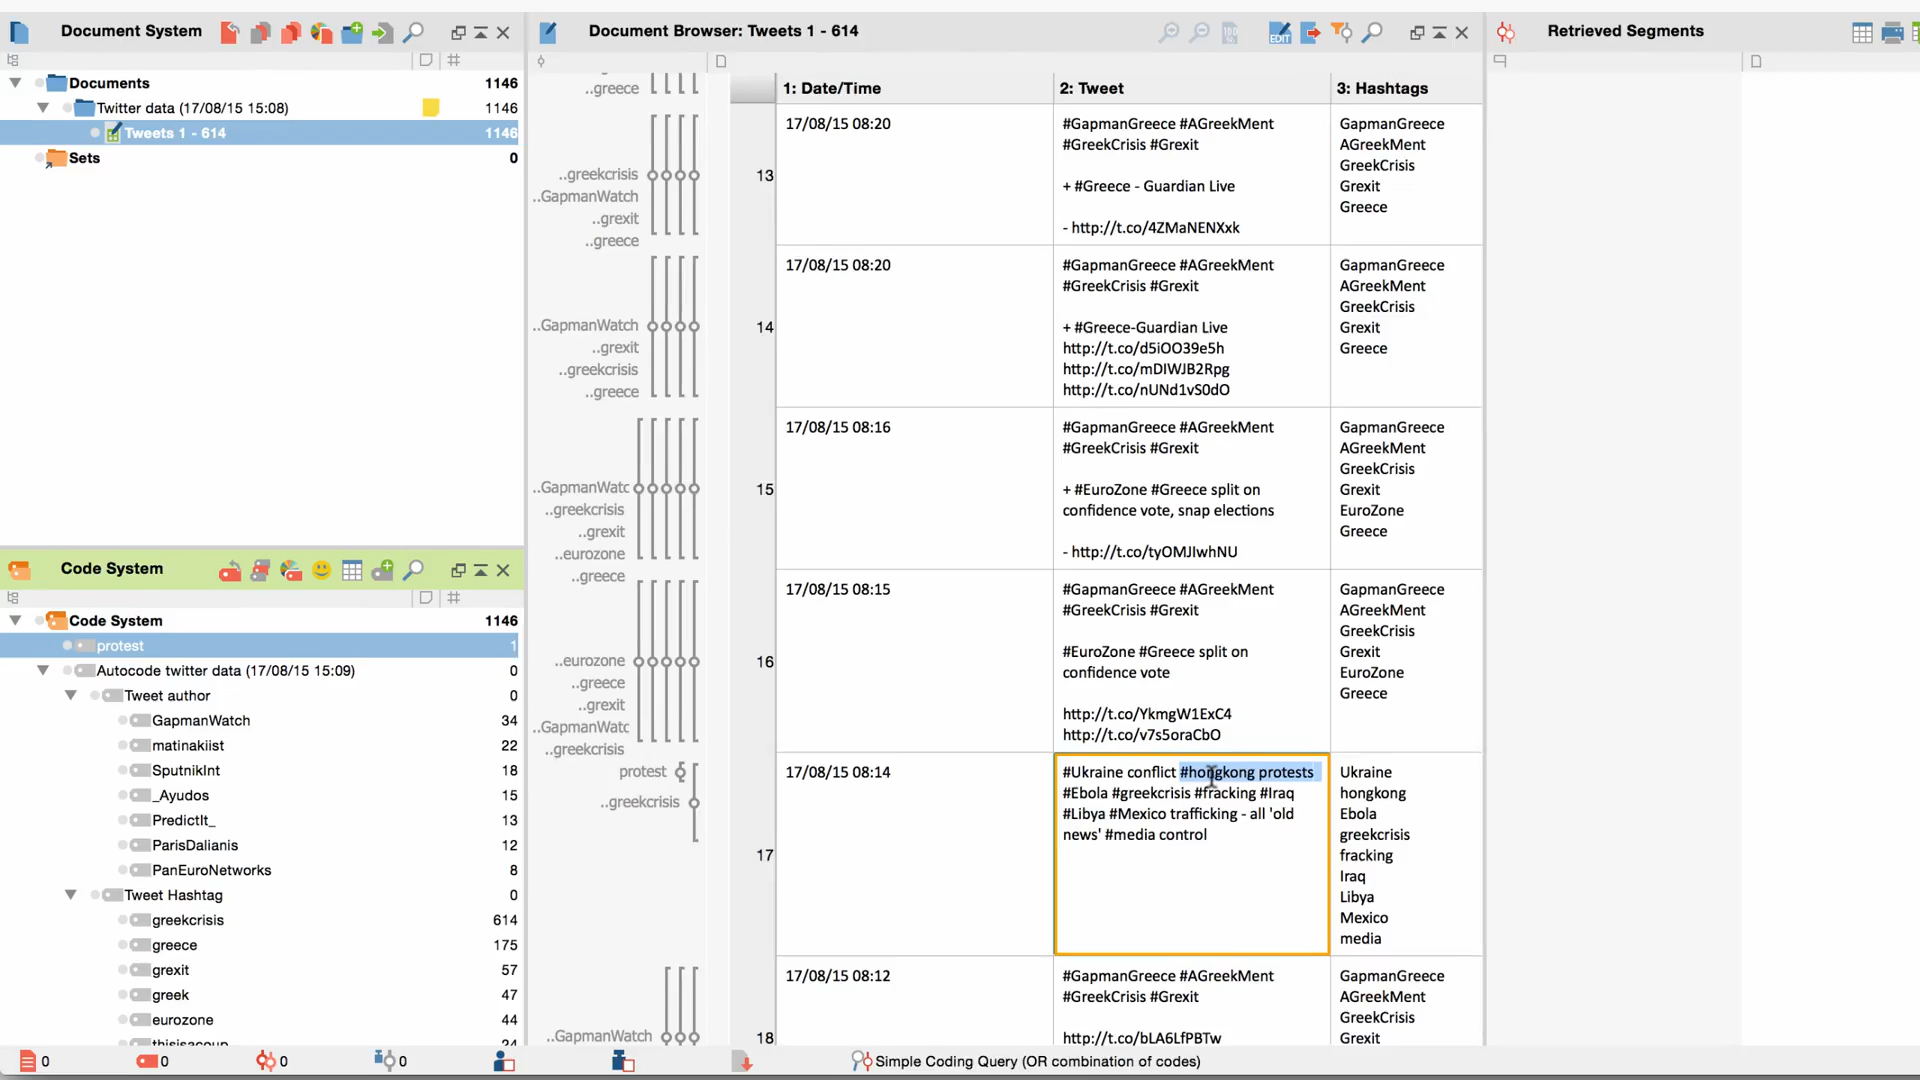 Document System
Documents 1146
Twitter data (17/08/15 15:08) 1146
Tweets 1 - 614 1146
Sets 0
Code System
Code System 1146
protest 1
Autocode twitter data (17/08/15 15:09) 0
Tweet author 0
GapmanWatch 34
matinakiist 22
SputnikInt 18
_Ayudos 15
PredictIt_ 13
ParisDalianis 12
PanEuroNetworks 8
Tweet Hashtag 0
greekcrisis 614
greece 175
grexit 57
greek 47
eurozone 44
thisisacoup 24
Document Browser: Tweets 1 - 614
EDIT
1: Date/Time 2: Tweet 3: Hashtags
..greece
..greekcrisis
..GapmanWatch
..grexit
..greece
13
17/08/15 08:20
#GapmanGreece #AGreekMent
#GreekCrisis #Grexit
+ #Greece - Guardian Live
- http://t.co/4ZMaNENXxk
GapmanGreece
AGreekMent
GreekCrisis
Grexit
Greece
..GapmanWatch
..grexit
..greekcrisis
..greece
14
17/08/15 08:20
#GapmanGreece #AGreekMent
#GreekCrisis #Grexit
+ #Greece-Guardian Live
http://t.co/d5iOO39e5h
http://t.co/mDIWJB2Rpg
http://t.co/nUNd1vS0dO
GapmanGreece
AGreekMent
GreekCrisis
Grexit
Greece
..GapmanWatc
..greekcrisis
..grexit
..eurozone
..greece
15
17/08/15 08:16
#GapmanGreece #AGreekMent
#GreekCrisis #Grexit
+ #EuroZone #Greece split on
confidence vote, snap elections
- http://t.co/tyOMJIwhNU
GapmanGreece
AGreekMent
GreekCrisis
Grexit
EuroZone
Greece
..eurozone
..greece
..grexit
..GapmanWatc
..greekcrisis
16
17/08/15 08:15
#GapmanGreece #AGreekMent
#GreekCrisis #Grexit
#EuroZone #Greece split on
confidence vote
http://t.co/YkmgW1ExC4
http://t.co/v7s5oraCbO
GapmanGreece
AGreekMent
GreekCrisis
Grexit
EuroZone
Greece
protest
..greekcrisis
17
17/08/15 08:14
#Ukraine conflict #hongkong protests
#Ebola #greekcrisis #fracking #Iraq
#Libya #Mexico trafficking - all 'old
news' #media control
Ukraine
hongkong
Ebola
greekcrisis
fracking
Iraq
Libya
Mexico
media
..GapmanWatch
18
17/08/15 08:12
#GapmanGreece #AGreekMent
#GreekCrisis #Grexit
http://t.co/bLA6LfPBTw
GapmanGreece
AGreekMent
GreekCrisis
Grexit
Retrieved Segments
0 0 0 0
Simple Coding Query (OR combination of codes)